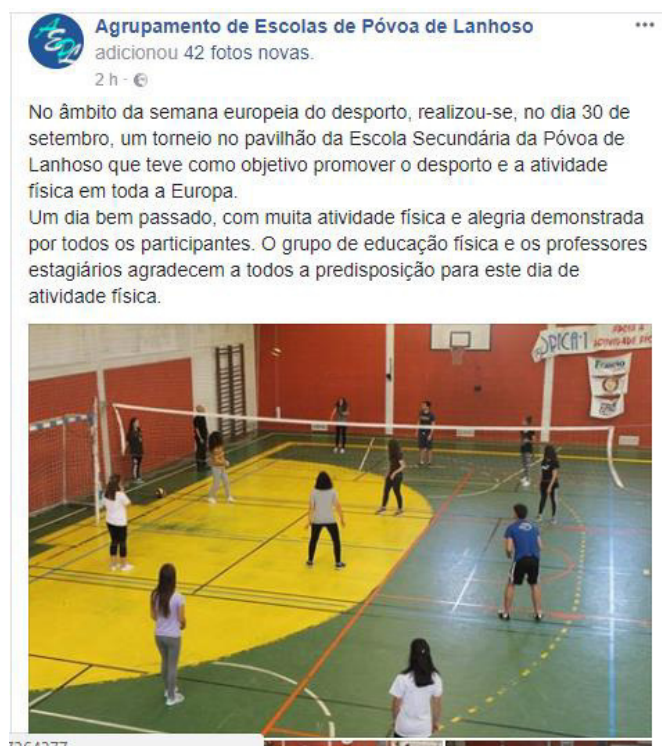 AEPL
Agrupamento de Escolas de Póvoa de Lanhoso
adicionou 42 fotos novas.
2 h ·
No âmbito da semana europeia do desporto, realizou-se, no dia 30 de
setembro, um torneio no pavilhão da Escola Secundária da Póvoa de
Lanhoso que teve como objetivo promover o desporto e a atividade
física em toda a Europa.
Um dia bem passado, com muita atividade física e alegria demonstrada
por todos os participantes. O grupo de educação física e os professores
estagiários agradecem a todos a predisposição para este dia de
atividade física.